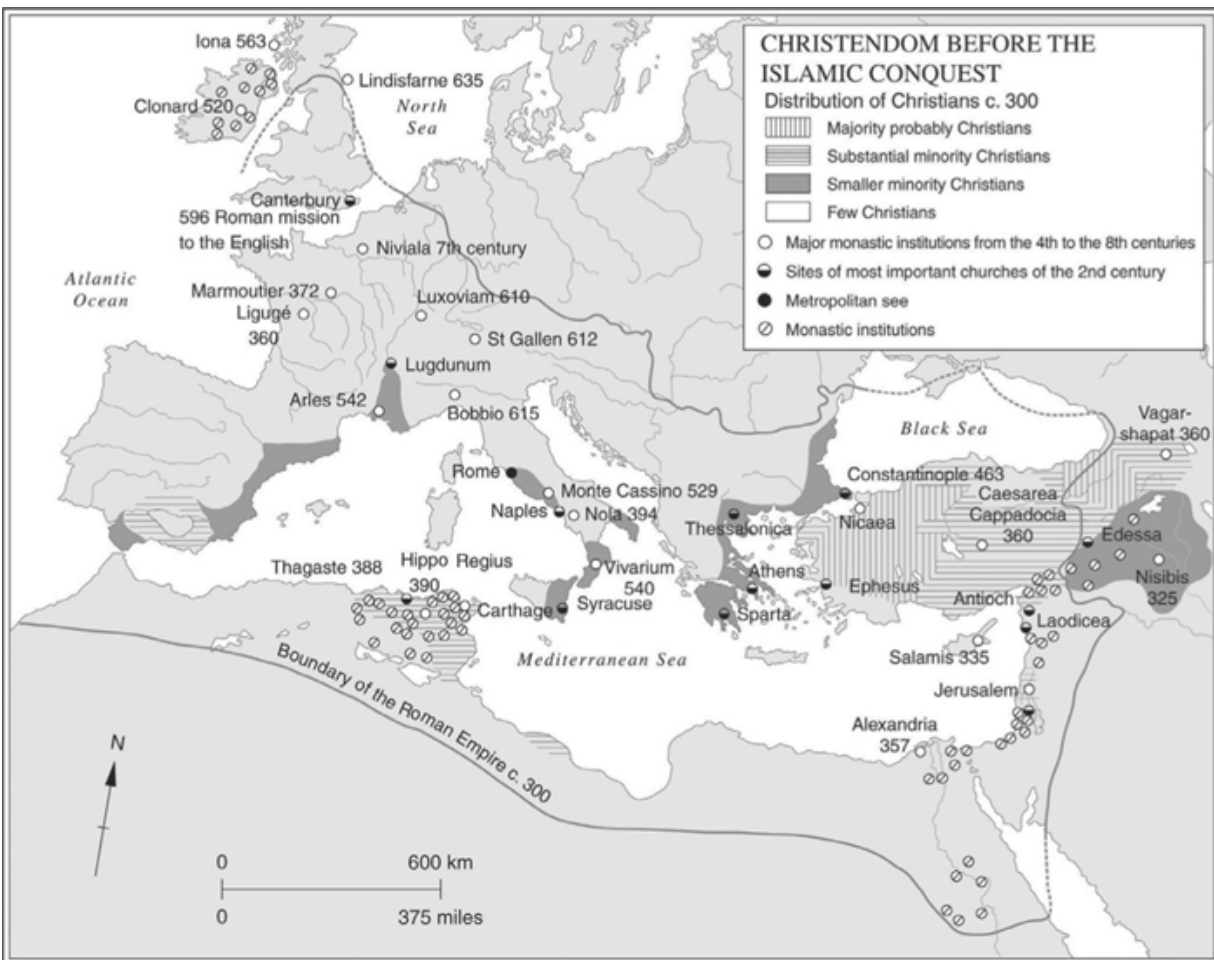 CHRISTENDOM BEFORE THE
ISLAMIC CONQUEST
Distribution of Christians c. 300
Majority probably Christians
Substantial minority Christians
Smaller minority Christians
Few Christians
Major monastic institutions from the 4th to the 8th centuries
Sites of most important churches of the 2nd century
Metropolitan see
Monastic institutions
Iona 563
Lindisfarne 635
Clonard 520
North
Sea
Canterbury
596 Roman mission
to the English
Niviala 7th century
Atlantic
Ocean
Marmoutier 372
Luxoviam 610
Ligugé
360
St Gallen 612
Lugdunum
Arles 542
Bobbio 615
Black Sea
Vagar-
shapat 360
Rome
Monte Cassino 529
Constantinople 463
Naples
Nola 394
Thessalonica
Nicaea
Caesarea
Cappadocia
360
Edessa
Thagaste 388
Hippo Regius
390
Vivarium
540
Athens
Ephesus
Nisibis
325
Carthage
Syracuse
Sparta
Antioch
Laodicea
Mediterranean Sea
Salamis 335
Jerusalem
Boundary of the Roman Empire c. 300
Alexandria
357
N
0 600 km
0 375 miles